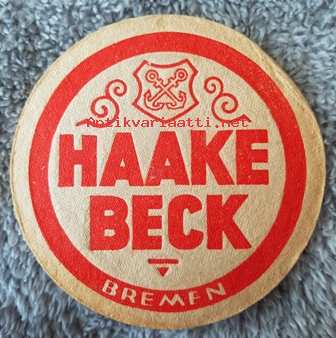 Antikvariaatti.net
HAAKE
BECK
BREMEN